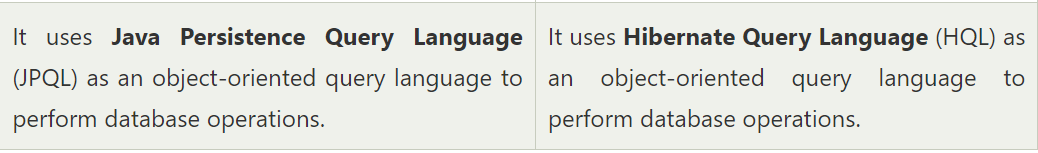 It uses Java Persistence Query Language
(JPQL) as an object-oriented query language to
perform database operations.
It uses Hibernate Query Language (HQL) as
an object-oriented query language to
perform database operations.